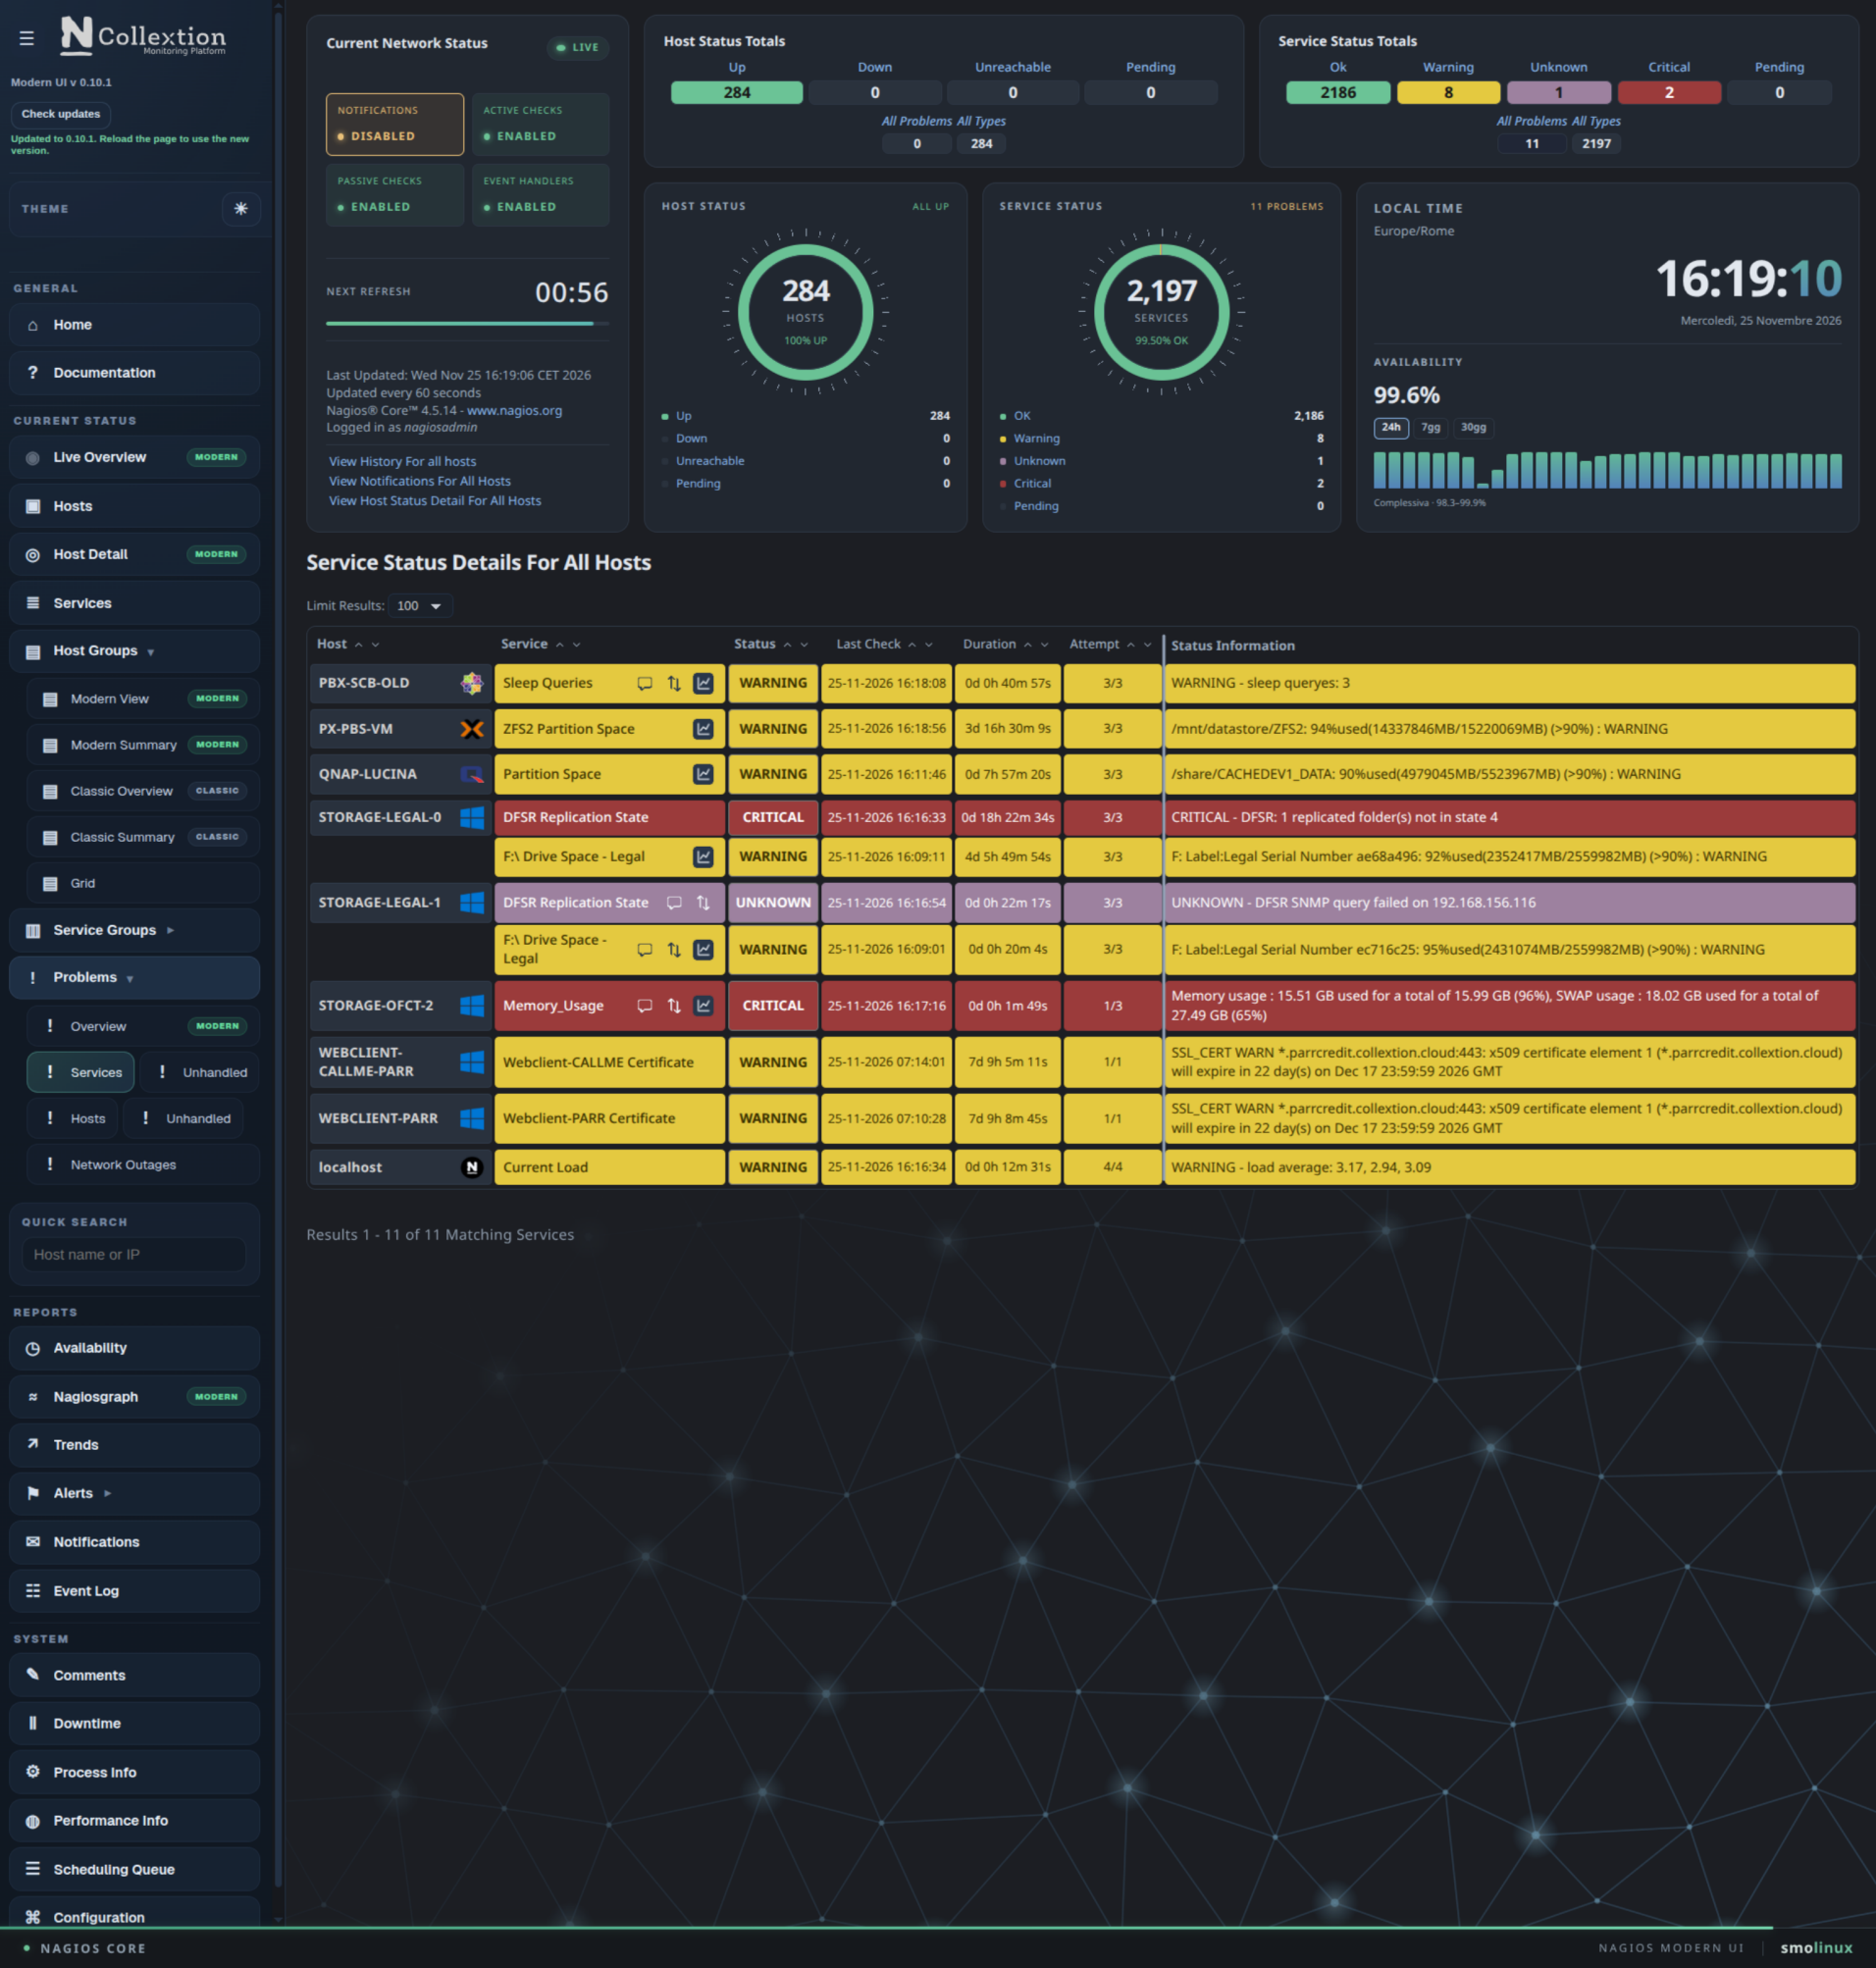 N Collextion
Monitoring Platform
Modern UI v 0.10.1
Check updates
Updated to 0.10.1. Reload the page to use the new
version.
THEME
GENERAL
Home
? Documentation
CURRENT STATUS
Live Overview MODERN
Hosts
Host Detail MODERN
Services
Host Groups
Modern View MODERN
Modern Summary MODERN
Classic Overview CLASSIC
Classic Summary CLASSIC
Grid
Service Groups
! Problems
! Overview MODERN
! Services ! Unhandled
! Hosts ! Unhandled
! Network Outages
QUICK SEARCH
Host name or IP
REPORTS
Availability
Nagiosgraph MODERN
Trends
Alerts
Notifications
Event Log
SYSTEM
Comments
Downtime
Process Info
Performance Info
Scheduling Queue
Configuration
Current Network Status LIVE
NOTIFICATIONS
DISABLED
ACTIVE CHECKS
ENABLED
PASSIVE CHECKS
ENABLED
EVENT HANDLERS
ENABLED
NEXT REFRESH 00:56
Last Updated: Wed Nov 25 16:19:06 CET 2026
Updated every 60 seconds
Nagios® Core™ 4.5.14 - www.nagios.org
Logged in as nagiosadmin
View History For all hosts
View Notifications For All Hosts
View Host Status Detail For All Hosts
Host Status Totals
Up Down Unreachable Pending
284 0 0 0
All Problems All Types
0 284
Service Status Totals
Ok Warning Unknown Critical Pending
2186 8 1 2 0
All Problems All Types
11 2197
HOST STATUS ALL UP
284
HOSTS
100% UP
Up 284
Down 0
Unreachable 0
Pending 0
SERVICE STATUS 11 PROBLEMS
2,197
SERVICES
99.50% OK
OK 2,186
Warning 8
Unknown 1
Critical 2
Pending 0
LOCAL TIME
Europe/Rome
16:19:10
Mercoledì, 25 Novembre 2026
AVAILABILITY
99.6%
24h 7gg 30gg
Complessiva · 98.3–99.9%
Service Status Details For All Hosts
Limit Results: 100
Host Service Status Last Check Duration Attempt Status Information
PBX-SCB-OLD Sleep Queries WARNING 25-11-2026 16:18:08 0d 0h 40m 57s 3/3 WARNING - sleep queryes: 3
PX-PBS-VM ZFS2 Partition Space WARNING 25-11-2026 16:18:56 3d 16h 30m 9s 3/3 /mnt/datastore/ZFS2: 94%used(14337846MB/15220069MB) (>90%) : WARNING
QNAP-LUCINA Partition Space WARNING 25-11-2026 16:11:46 0d 7h 57m 20s 3/3 /share/CACHEDEV1_DATA: 90%used(4979045MB/5523967MB) (>90%) : WARNING
STORAGE-LEGAL-0 DFSR Replication State CRITICAL 25-11-2026 16:16:33 0d 18h 22m 34s 3/3 CRITICAL - DFSR: 1 replicated folder(s) not in state 4
F:\ Drive Space - Legal WARNING 25-11-2026 16:09:11 4d 5h 49m 54s 3/3 F: Label:Legal Serial Number ae68a496: 92%used(2352417MB/2559982MB) (>90%) : WARNING
STORAGE-LEGAL-1 DFSR Replication State UNKNOWN 25-11-2026 16:16:54 0d 0h 22m 17s 3/3 UNKNOWN - DFSR SNMP query failed on 192.168.156.116
F:\ Drive Space -
Legal WARNING 25-11-2026 16:09:01 0d 0h 20m 4s 3/3 F: Label:Legal Serial Number ec716c25: 95%used(2431074MB/2559982MB) (>90%) : WARNING
STORAGE-OFCT-2 Memory_Usage CRITICAL 25-11-2026 16:17:16 0d 0h 1m 49s 1/3 Memory usage : 15.51 GB used for a total of 15.99 GB (96%), SWAP usage : 18.02 GB used for a total of
27.49 GB (65%)
WEBCLIENT-
CALLME-PARR Webclient-CALLME Certificate WARNING 25-11-2026 07:14:01 7d 9h 5m 11s 1/1 SSL_CERT WARN *.parrcredit.collextion.cloud:443: x509 certificate element 1 (*.parrcredit.collextion.cloud)
will expire in 22 day(s) on Dec 17 23:59:59 2026 GMT
WEBCLIENT-PARR Webclient-PARR Certificate WARNING 25-11-2026 07:10:28 7d 9h 8m 45s 1/1 SSL_CERT WARN *.parrcredit.collextion.cloud:443: x509 certificate element 1 (*.parrcredit.collextion.cloud)
will expire in 22 day(s) on Dec 17 23:59:59 2026 GMT
localhost N Current Load WARNING 25-11-2026 16:16:34 0d 0h 12m 31s 4/4 WARNING - load average: 3.17, 2.94, 3.09
Results 1 - 11 of 11 Matching Services
NAGIOS CORE
NAGIOS MODERN UI
smolinux